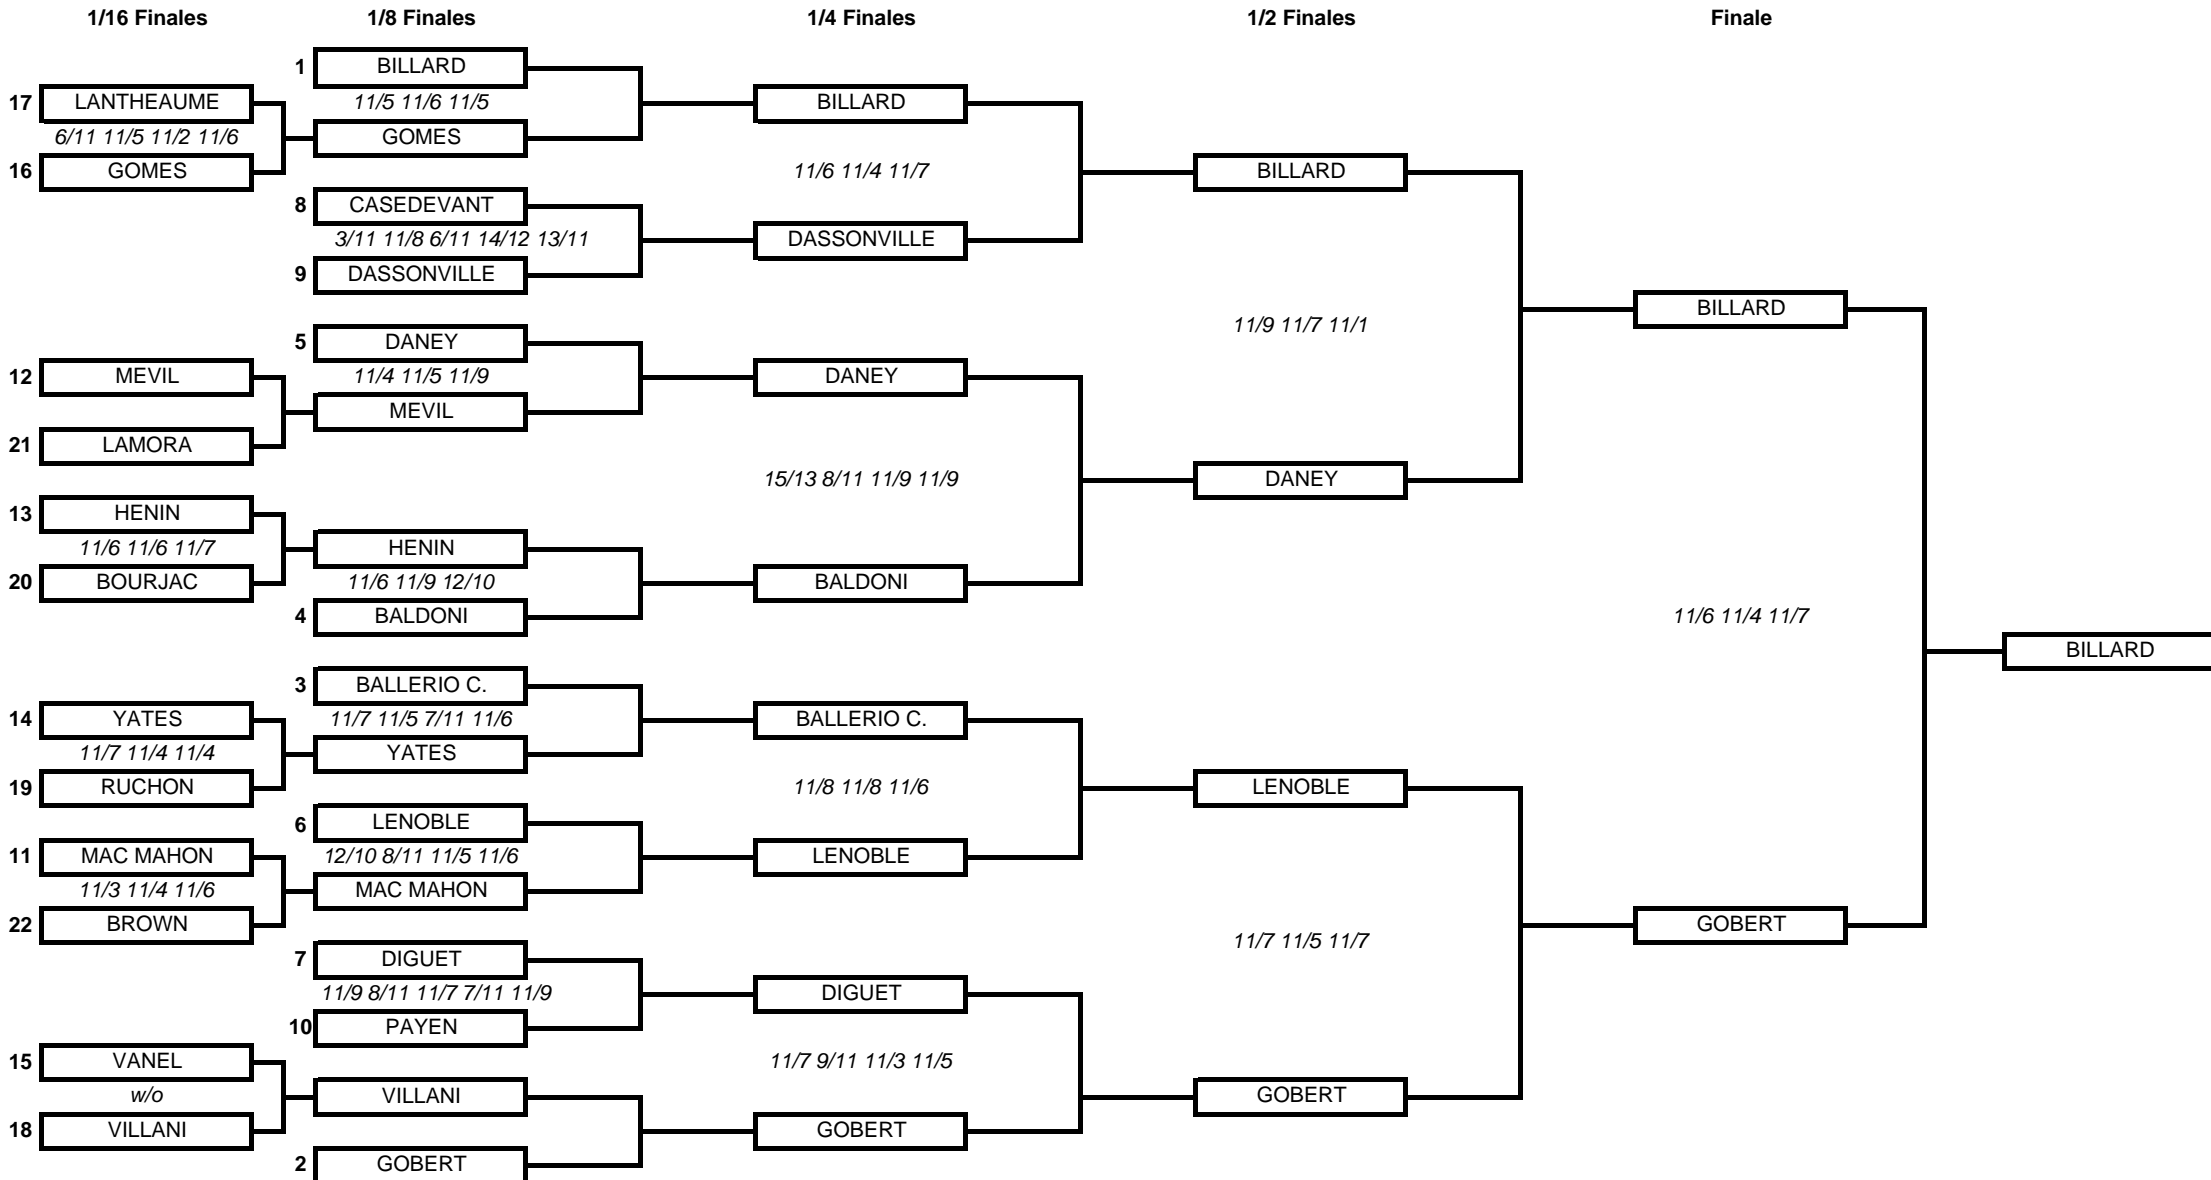 1/16 Finales 1/8 Finales 1/4 Finales 1/2 Finales Finale
1 BILLARD
17 LANTHEAUME 11/5 11/6 11/5 BILLARD
6/11 11/5 11/2 11/6 GOMES
16 GOMES 11/6 11/4 11/7 BILLARD
8 CASEDEVANT
3/11 11/8 6/11 14/12 13/11 DASSONVILLE
9 DASSONVILLE
BILLARD
11/9 11/7 11/1
5 DANEY
12 MEVIL 11/4 11/5 11/9 DANEY
MEVIL
21 LAMORA
15/13 8/11 11/9 11/9 DANEY
13 HENIN
11/6 11/6 11/7 HENIN
20 BOURJAC 11/6 11/9 12/10 BALDONI
4 BALDONI 11/6 11/4 11/7
BILLARD
3 BALLERIO C.
14 YATES 11/7 11/5 7/11 11/6 BALLERIO C.
11/7 11/4 11/4 YATES
19 RUCHON 11/8 11/8 11/6 LENOBLE
6 LENOBLE
11 MAC MAHON 12/10 8/11 11/5 11/6 LENOBLE
11/3 11/4 11/6 MAC MAHON
22 BROWN GOBERT
11/7 11/5 11/7
7 DIGUET
11/9 8/11 11/7 7/11 11/9 DIGUET
10 PAYEN
15 VANEL 11/7 9/11 11/3 11/5
w/o VILLANI GOBERT
18 VILLANI GOBERT
2 GOBERT